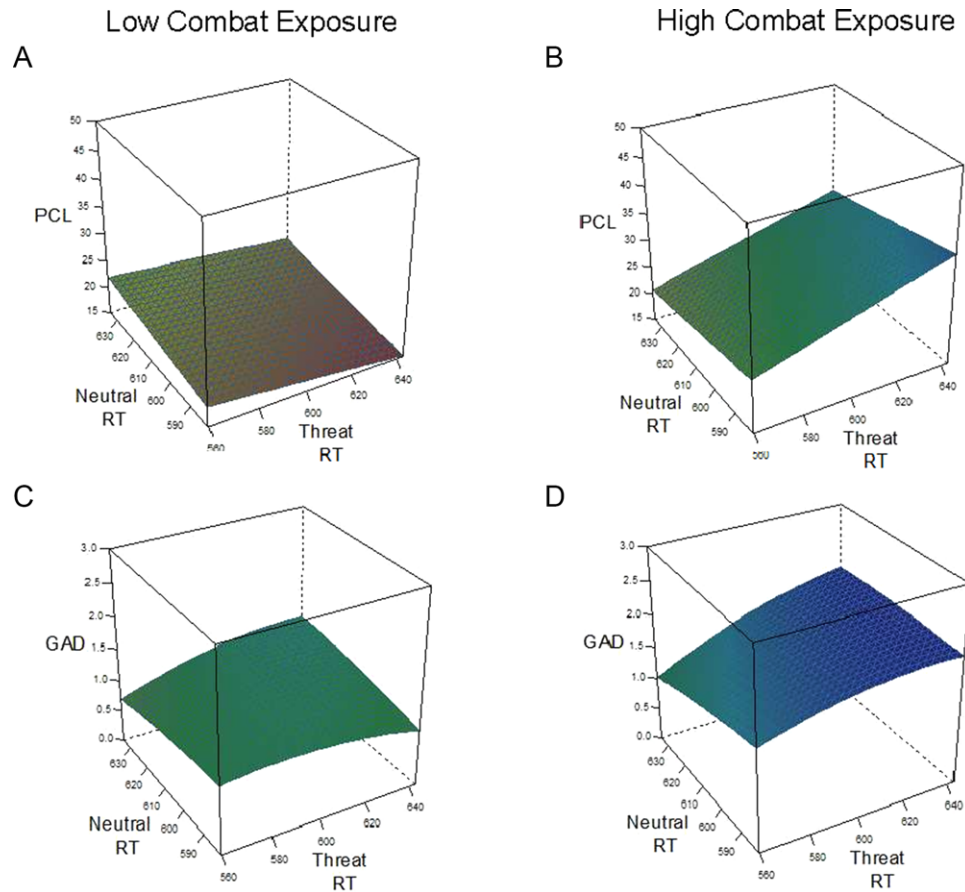 Low Combat Exposure
High Combat Exposure
A
50
45
40
35
30
25
20
15
PCL
630
620
610
600
590
Neutral
RT
560
580
600
620
640
Threat
RT
B
50
45
40
35
30
25
20
15
PCL
630
620
610
600
590
Neutral
RT
580
600
620
640
Threat
RT
C
3.0
2.5
2.0
1.5
1.0
0.5
0.0
GAD
630
620
610
600
590
Neutral
RT
560
580
600
620
640
Threat
RT
D
3.0
2.5
2.0
1.5
1.0
0.5
0.0
GAD
630
620
610
600
590
Neutral
RT
560
580
600
620
640
Threat
RT